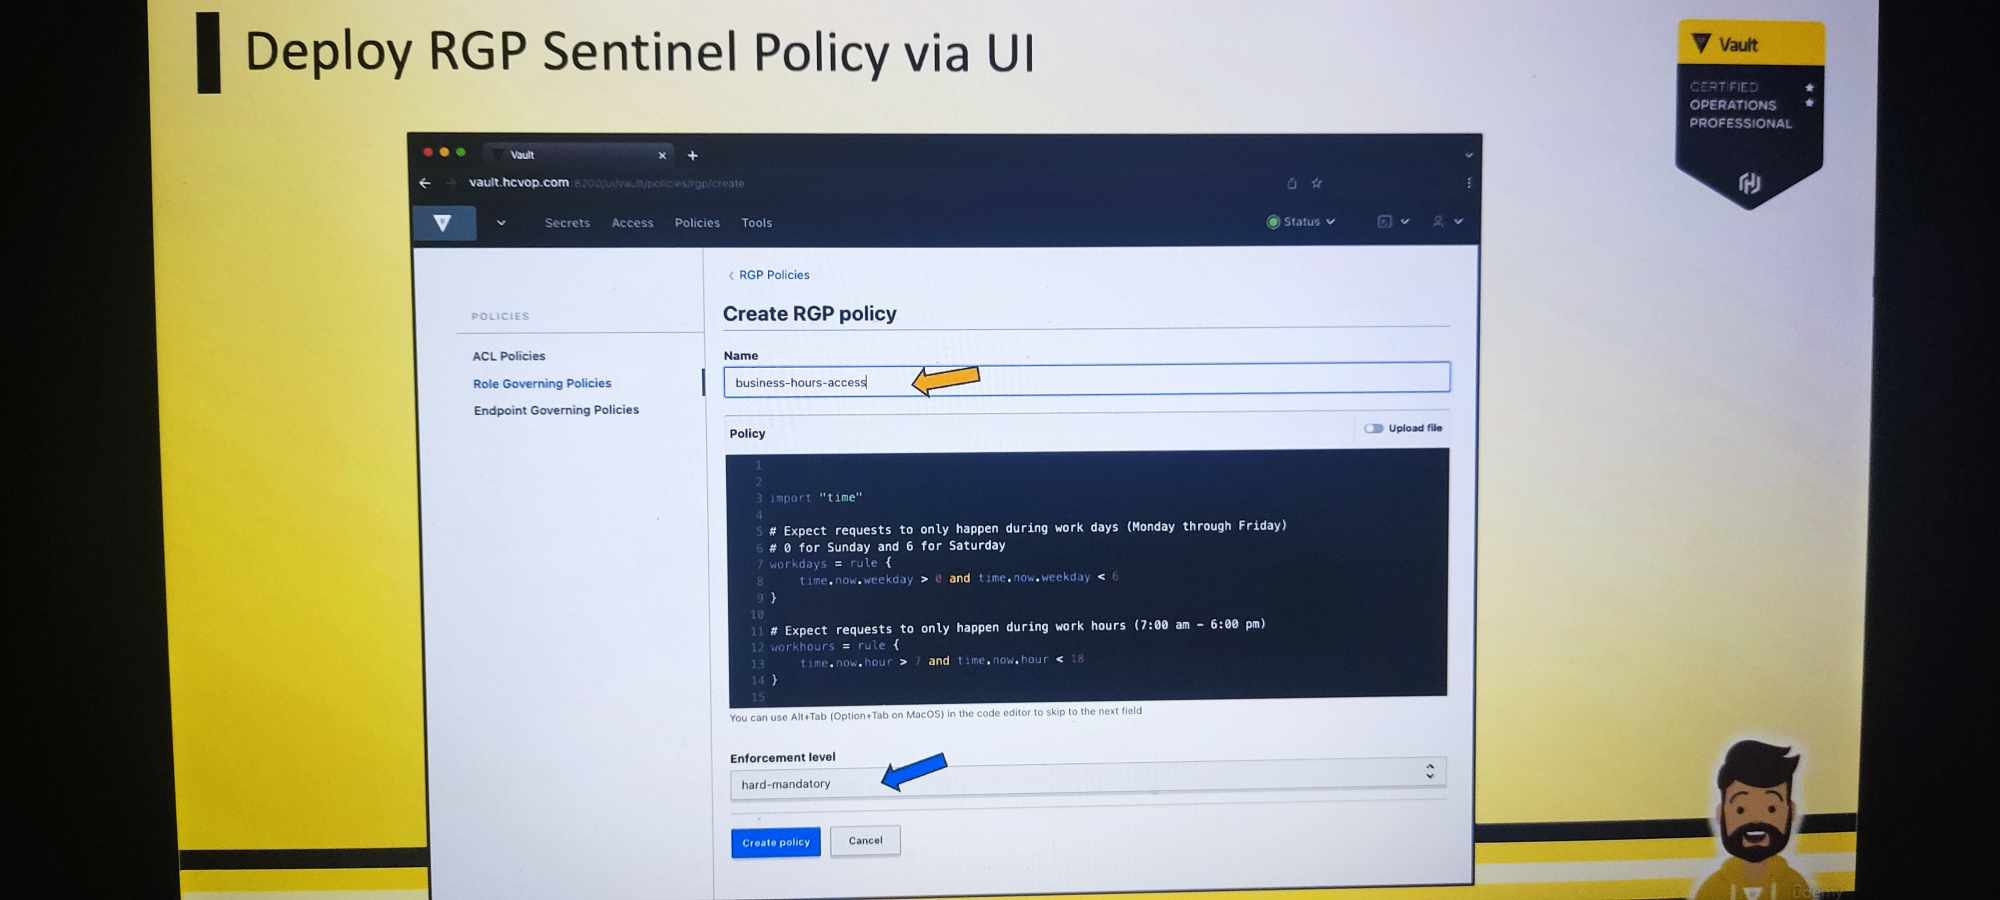 Deploy RGP Sentinel Policy via UI
Vault
CERTIFIED
OPERATIONS
PROFESSIONAL
Vault
vault.hcvop.com:8200/ui/vault/policies/rgp/create
Secrets Access Policies Tools
Status
RGP Policies
POLICIES
Create RGP policy
ACL Policies
Role Governing Policies
Endpoint Governing Policies
Name
business-hours-access
Policy
Upload file
1
2
3 import "time"
4
5 # Expect requests to only happen during work days (Monday through Friday)
6 # 0 for Sunday and 6 for Saturday
7 workdays = rule {
8 time.now.weekday > 0 and time.now.weekday < 6
9 }
10
11 # Expect requests to only happen during work hours (7:00 am - 6:00 pm)
12 workhours = rule {
13 time.now.hour > 7 and time.now.hour < 18
14 }
15
You can use Alt+Tab (Option+Tab on MacOS) in the code editor to skip to the next field
Enforcement level
hard-mandatory
Create policy Cancel
Udemy